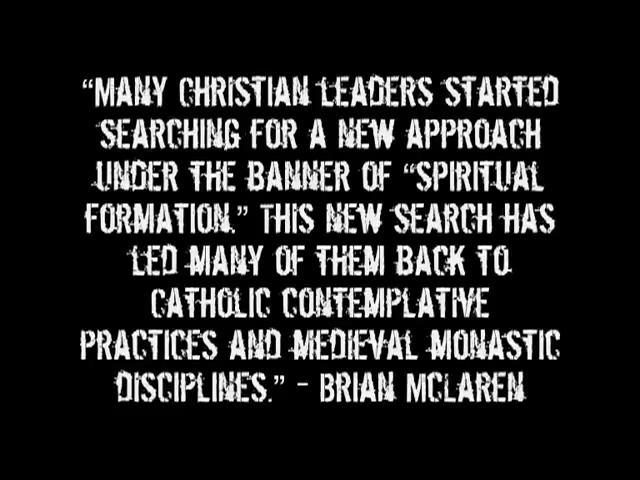 “MANY CHRISTIAN LEADERS STARTED
SEARCHING FOR A NEW APPROACH
UNDER THE BANNER OF “SPIRITUAL
FORMATION.” THIS NEW SEARCH HAS
LED MANY OF THEM BACK TO
CATHOLIC CONTEMPLATIVE
PRACTICES AND MEDIEVAL MONASTIC
DISCIPLINES.” - BRIAN MCLAREN